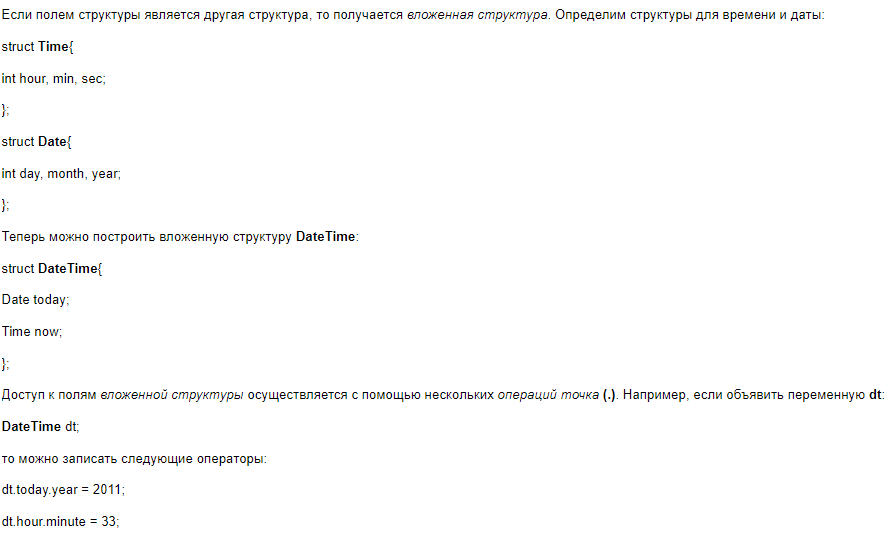 Если полем структуры является другая структура, то получается вложенная структура. Определим структуры для времени и даты:
struct Time{
int hour, min, sec;
};
struct Date{
int day, month, year;
};
Теперь можно построить вложенную структуру DateTime:
struct DateTime{
Date today;
Time now;
};
Доступ к полям вложенной структуры осуществляется с помощью нескольких операций точка (.). Например, если объявить переменную dt:
DateTime dt;
то можно записать следующие операторы:
dt.today.year = 2011;
dt.hour.minute = 33;